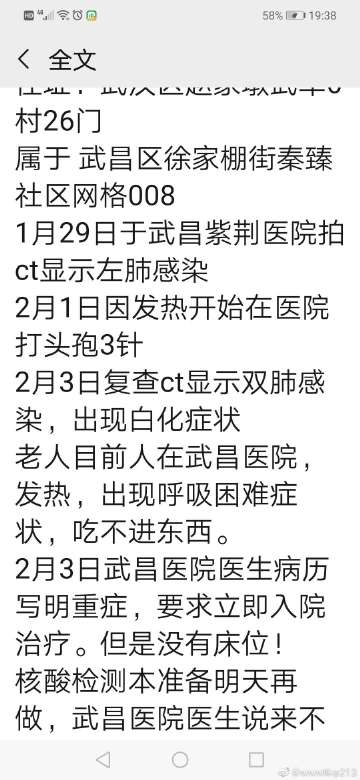 58% 19:38
全文
村26门
属于 武昌区徐家棚街秦臻
社区网格008
1月29日于武昌紫荆医院拍
ct显示左肺感染
2月1日因发热开始在医院
打头孢3针
2月3日复查ct显示双肺感
染，出现白化症状
老人目前人在武昌医院，
发热，出现呼吸困难症
状，吃不进东西。
2月3日武昌医院医生病历
写明重症，要求立即入院
治疗。但是没有床位！
核酸检测本准备明天再
做，武昌医院医生说来不